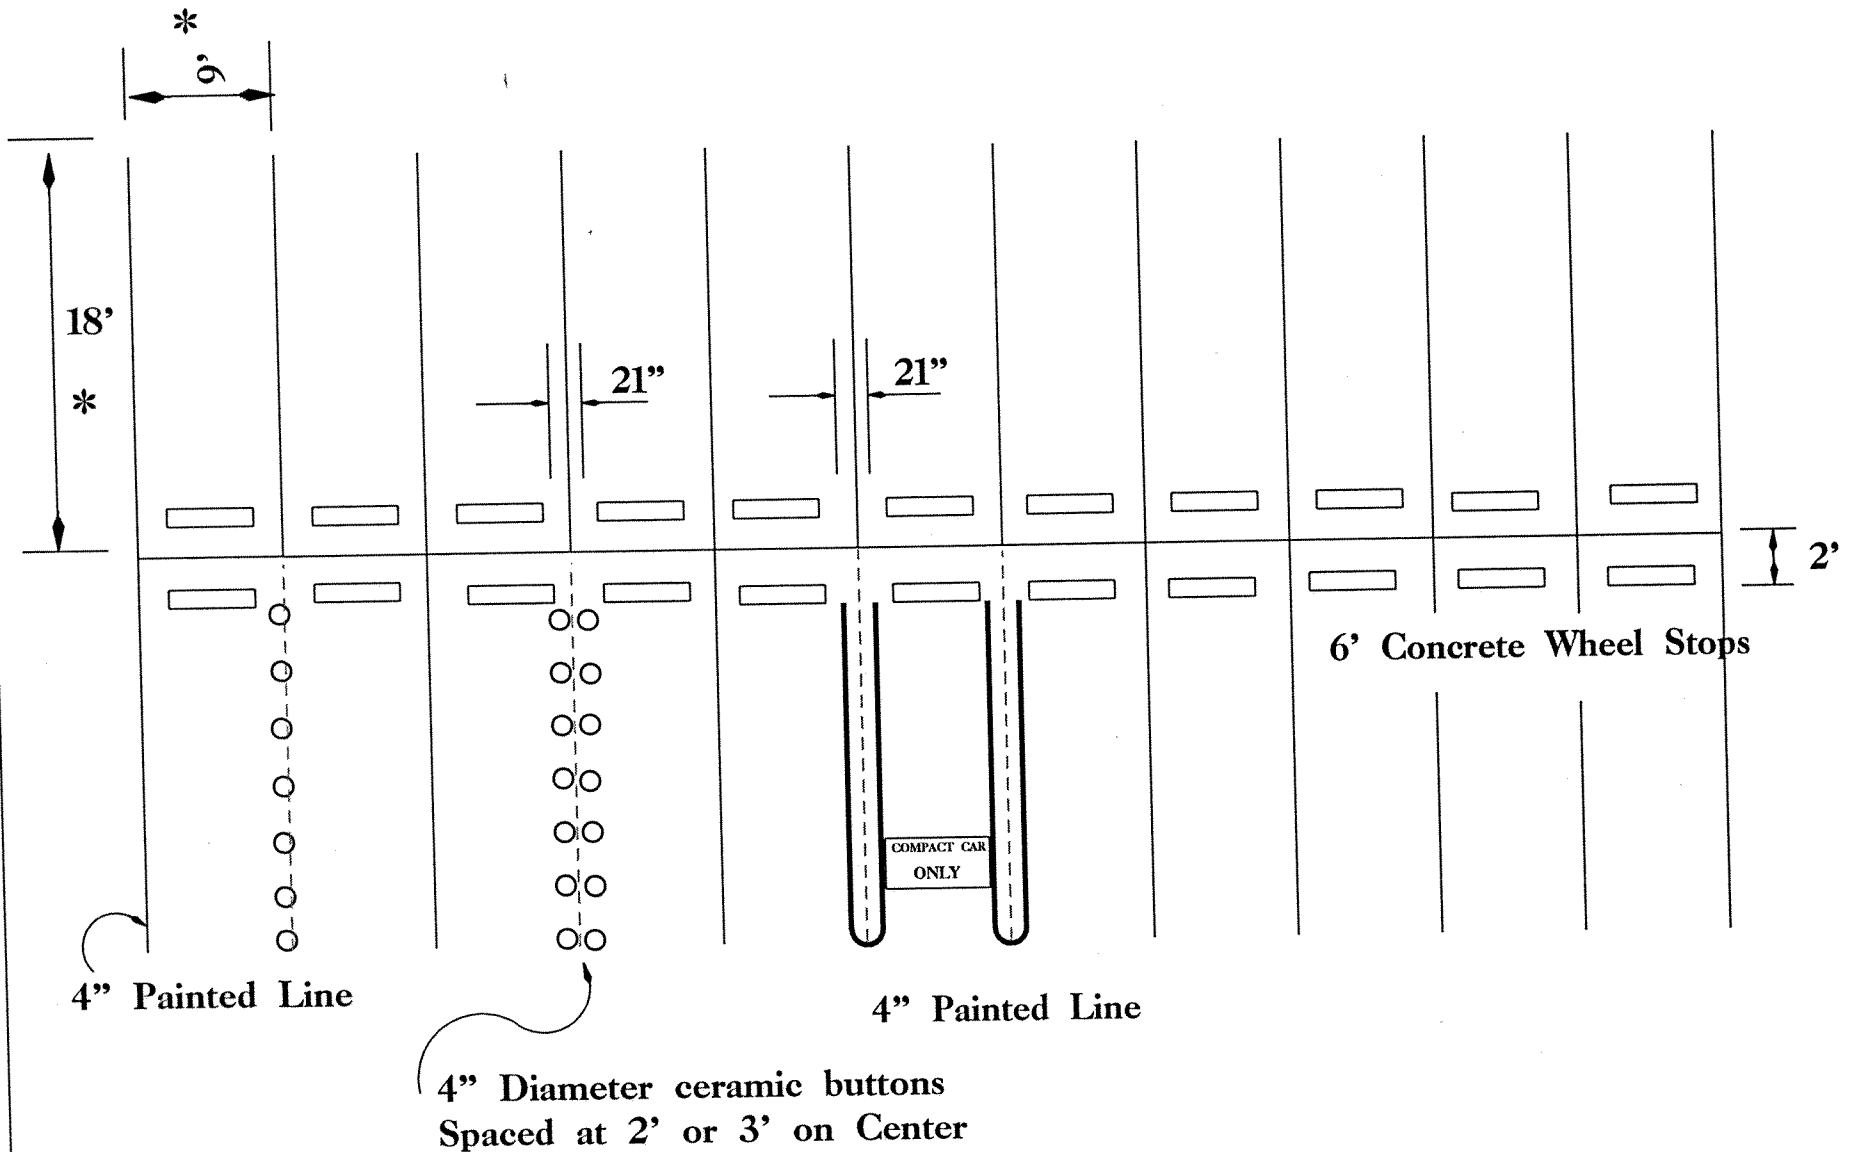 *
9’
18’
*
21”
21”
2’
6’ Concrete Wheel Stops
COMPACT CAR
ONLY
4” Painted Line
4” Painted Line
4” Diameter ceramic buttons
Spaced at 2’ or 3’ on Center